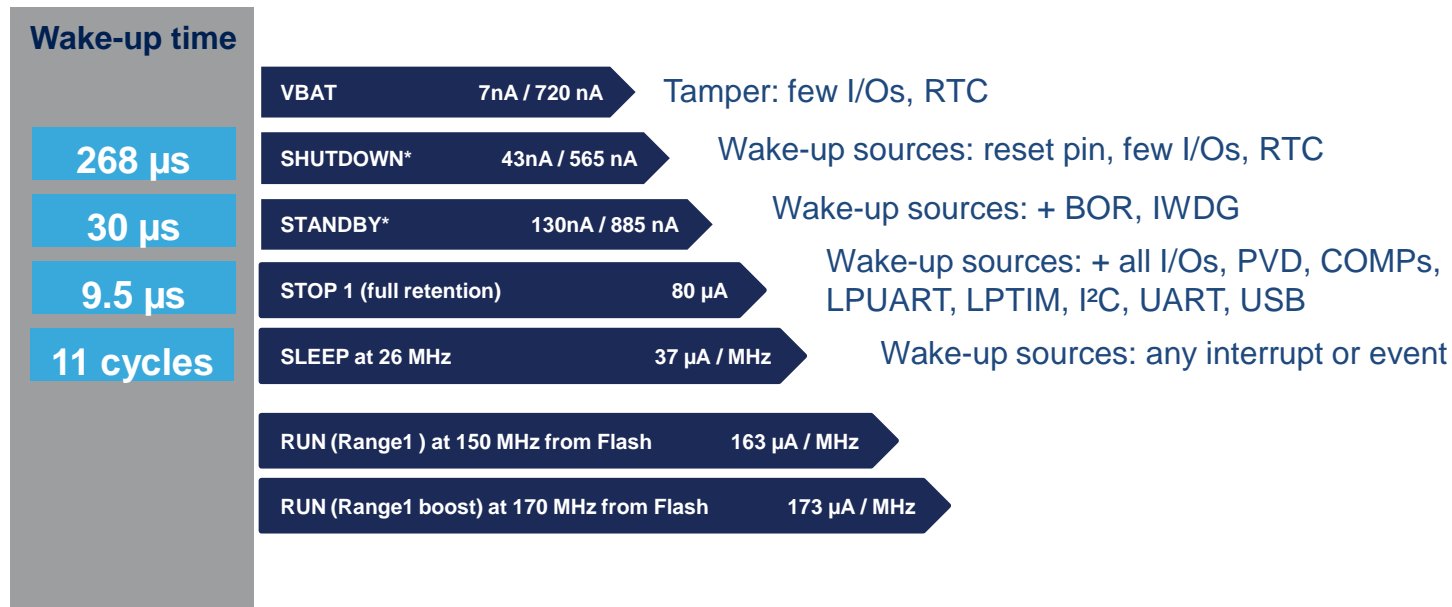 Wake-up time
VBAT 7nA / 720 nA Tamper: few I/Os, RTC
268 µs SHUTDOWN* 43nA / 565 nA Wake-up sources: reset pin, few I/Os, RTC
30 µs STANDBY* 130nA / 885 nA Wake-up sources: + BOR, IWDG
9.5 µs STOP 1 (full retention) 80 µA Wake-up sources: + all I/Os, PVD, COMPs,
LPUART, LPTIM, I²C, UART, USB
11 cycles SLEEP at 26 MHz 37 µA / MHz Wake-up sources: any interrupt or event
RUN (Range1 ) at 150 MHz from Flash 163 µA / MHz
RUN (Range1 boost) at 170 MHz from Flash 173 µA / MHz